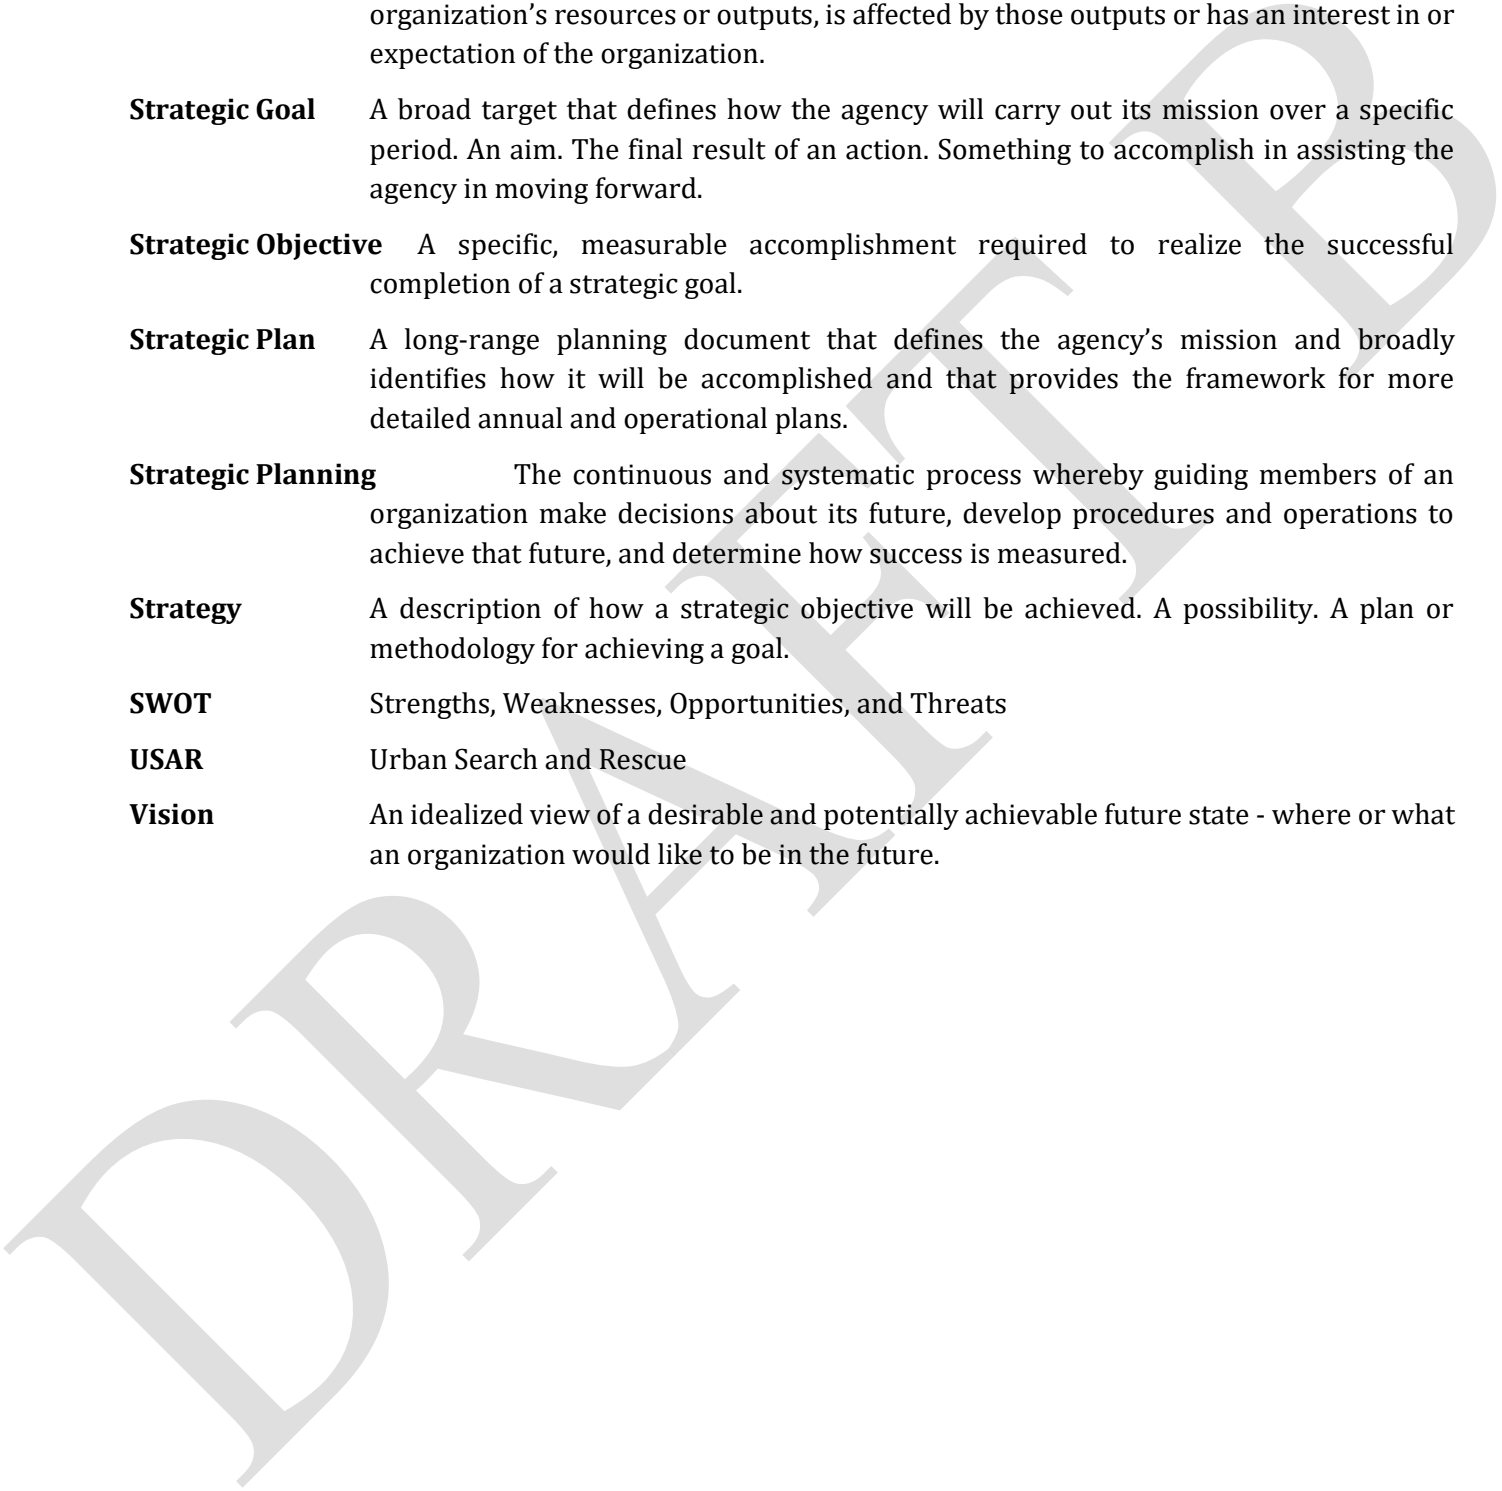 organization’s resources or outputs, is affected by those outputs or has an interest in or
expectation of the organization.
Strategic Goal A broad target that defines how the agency will carry out its mission over a specific
period. An aim. The final result of an action. Something to accomplish in assisting the
agency in moving forward.
Strategic Objective A specific, measurable accomplishment required to realize the successful
completion of a strategic goal.
Strategic Plan A long-range planning document that defines the agency’s mission and broadly
identifies how it will be accomplished and that provides the framework for more
detailed annual and operational plans.
Strategic Planning The continuous and systematic process whereby guiding members of an
organization make decisions about its future, develop procedures and operations to
achieve that future, and determine how success is measured.
Strategy A description of how a strategic objective will be achieved. A possibility. A plan or
methodology for achieving a goal.
SWOT Strengths, Weaknesses, Opportunities, and Threats
USAR Urban Search and Rescue
Vision An idealized view of a desirable and potentially achievable future state - where or what
an organization would like to be in the future.
DRAFT B